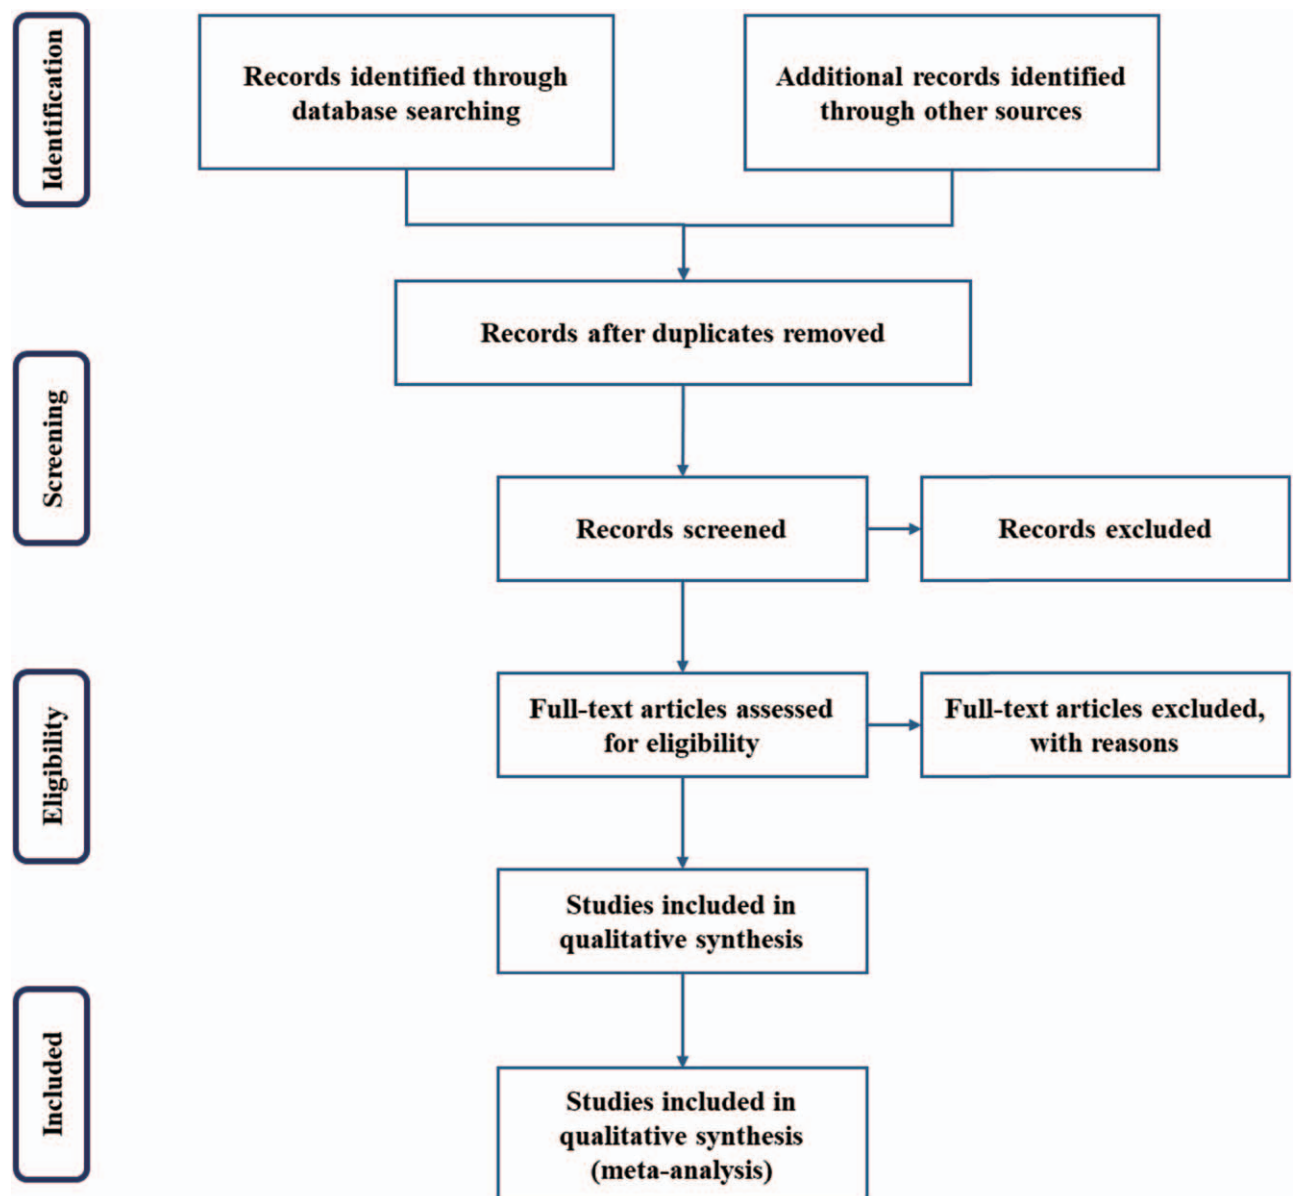 Identification
Records identified through
database searching
Additional records identified
through other sources
Records after duplicates removed
Screening
Records screened
Records excluded
Eligibility
Full-text articles assessed
for eligibility
Full-text articles excluded,
with reasons
Studies included in
qualitative synthesis
Included
Studies included in
qualitative synthesis
(meta-analysis)